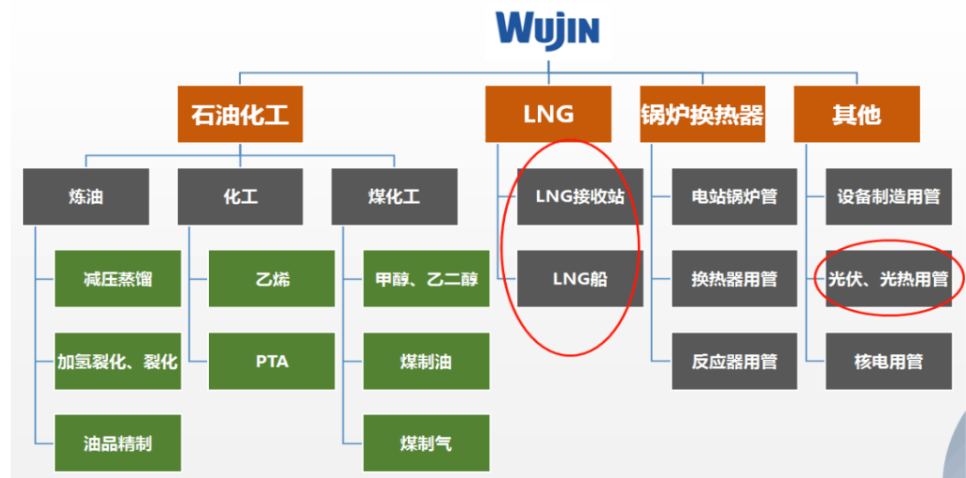 WUJIN
石油化工
LNG
锅炉换热器
其他
炼油
化工
煤化工
LNG接收站
电站锅炉管
设备制造用管
减压蒸馏
乙烯
甲醇、乙二醇
LNG船
换热器用管
光伏、光热用管
加氢裂化、裂化
PTA
煤制油
反应器用管
核电用管
油品精制
煤制气